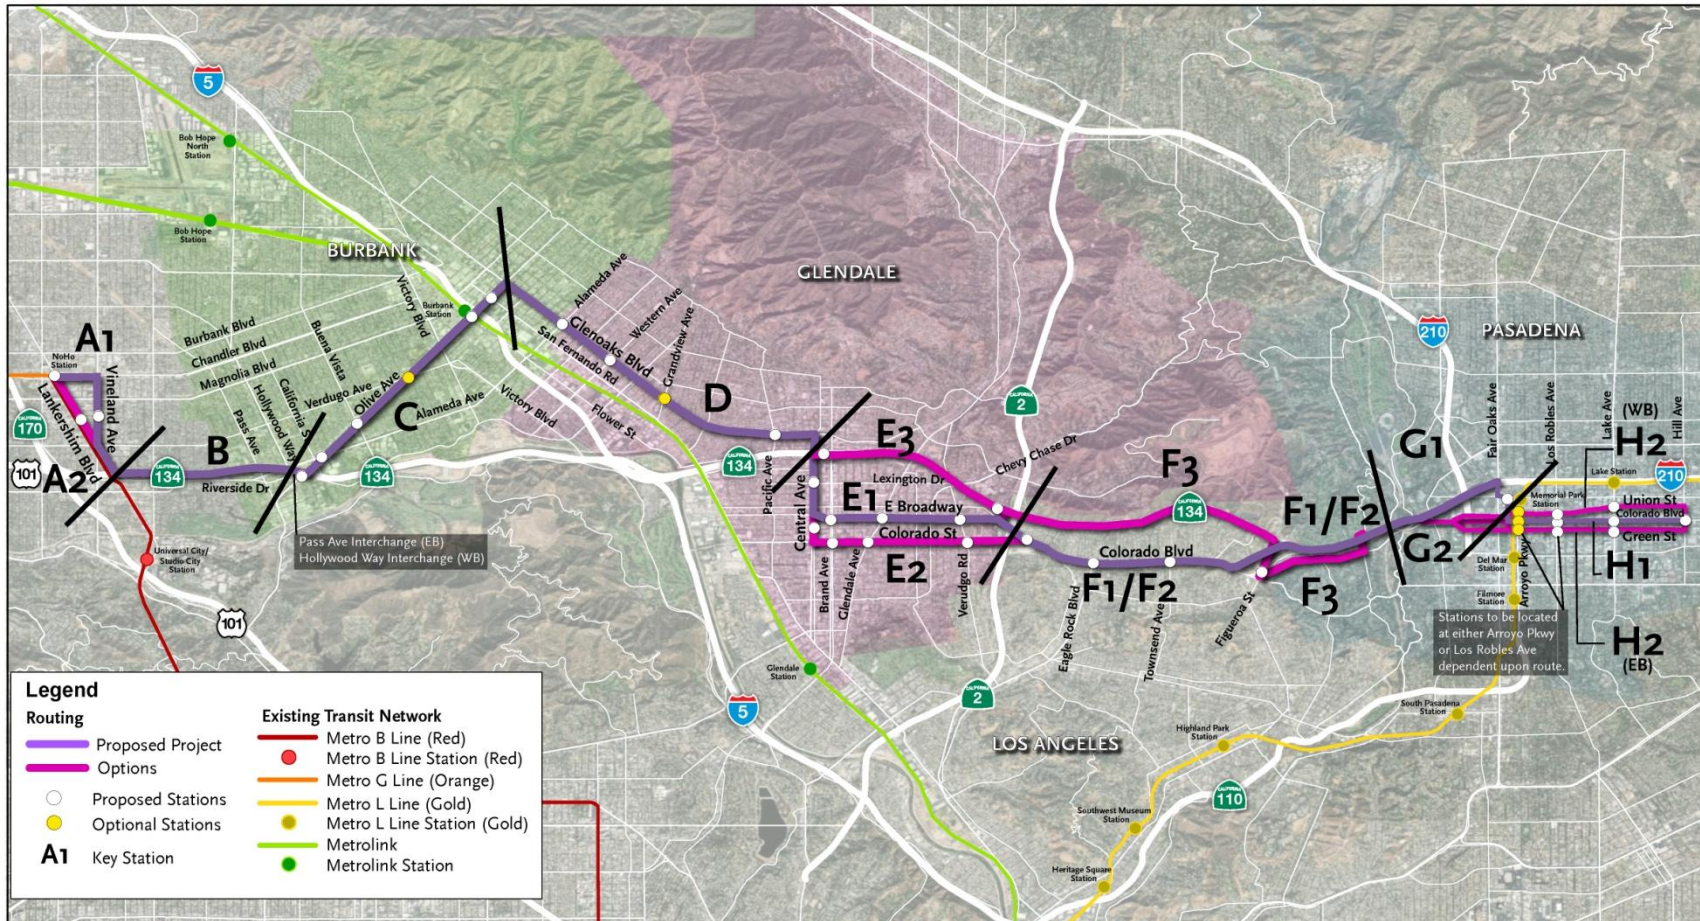 5
Bob Hope
North
Station
Bob Hope
Station
BURBANK
GLENDALE
PASADENA
LOS ANGELES
Burbank
Station
Victory Blvd
Alameda Ave
Western Ave
Grandview Ave
Glenoaks Blvd
San Fernando Rd
Flower St
Burbank Blvd
Chandler Blvd
Magnolia Blvd
Buena Vista
Verdugo Ave
Olive Ave
California St
Hollywood Way
Pass Ave
Alameda Ave
Victory Blvd
A1
NoHo
Station
Vineland Ave
Lankershim Blvd
A2
CALIFORNIA
170
101
B
CALIFORNIA
134
Riverside Dr
C
CALIFORNIA
134
Pass Ave Interchange (EB)
Hollywood Way Interchange (WB)
Universal City/
Studio City
Station
101
D
CALIFORNIA
134
Pacific Ave
Central Ave
E3
Lexington Dr
Chevy Chase Dr
E1
E Broadway
Colorado St
E2
Brand Ave
Glendale Ave
Verudgo Rd
CALIFORNIA
2
F3
CALIFORNIA
134
F1/F2
Colorado Blvd
F1/F2
Eagle Rock Blvd
Townsend Ave
Figueroa St
F3
G1
G2
210
Fair Oaks Ave
Los Robles Ave
Lake Ave
Hill Ave
(WB)
H2
Lake Station
210
Memorial Park
Station
Union St
Colorado Blvd
Green St
Del Mar
Station
Arroyo Pkwy
H1
Filmore
Station
Stations to be located
at either Arroyo Pkwy
or Los Robles Ave
dependent upon route.
H2
(EB)
Glendale
Station
5
CALIFORNIA
2
South Pasadena
Station
Highland Park
Station
CALIFORNIA
110
Southwest Museum
Station
Heritage Square
Station
Legend
Routing
Proposed Project
Options
Proposed Stations
Optional Stations
A1 Key Station
Existing Transit Network
Metro B Line (Red)
Metro B Line Station (Red)
Metro G Line (Orange)
Metro L Line (Gold)
Metro L Line Station (Gold)
Metrolink
Metrolink Station